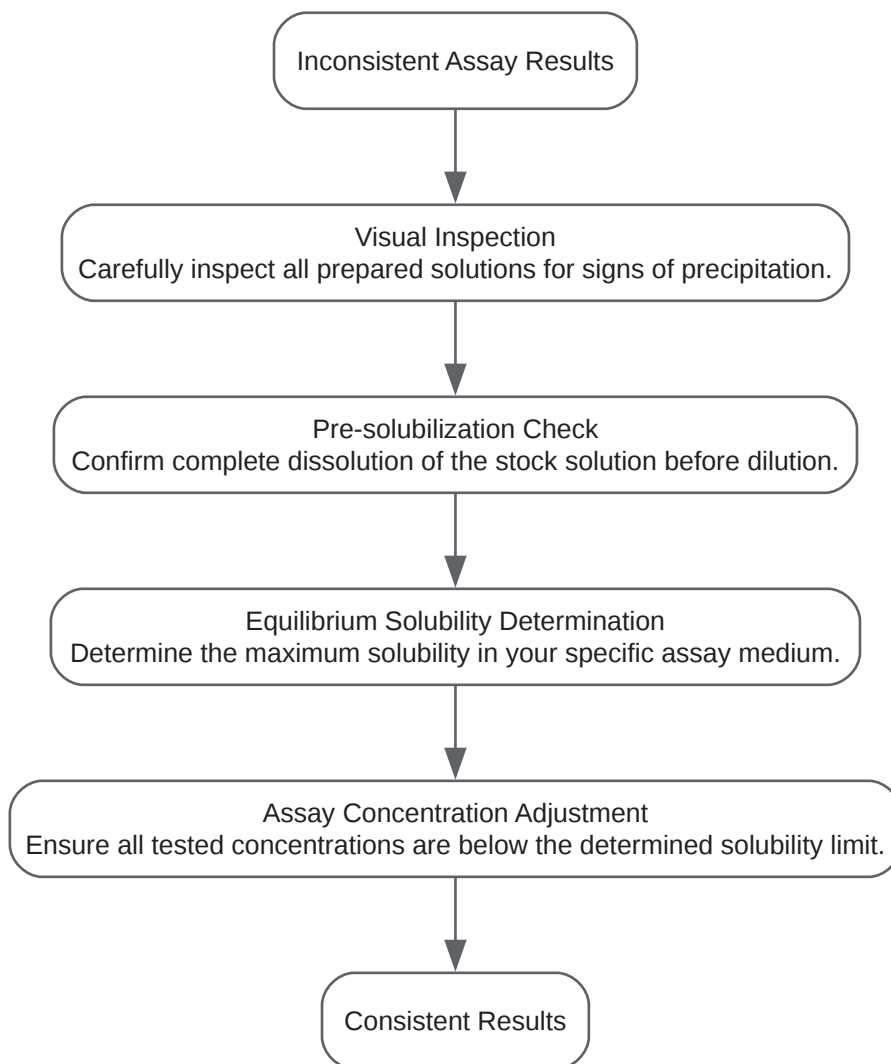 Inconsistent Assay Results
Visual Inspection
Carefully inspect all prepared solutions for signs of precipitation.
Pre-solubilization Check
Confirm complete dissolution of the stock solution before dilution.
Equilibrium Solubility Determination
Determine the maximum solubility in your specific assay medium.
Assay Concentration Adjustment
Ensure all tested concentrations are below the determined solubility limit.
Consistent Results